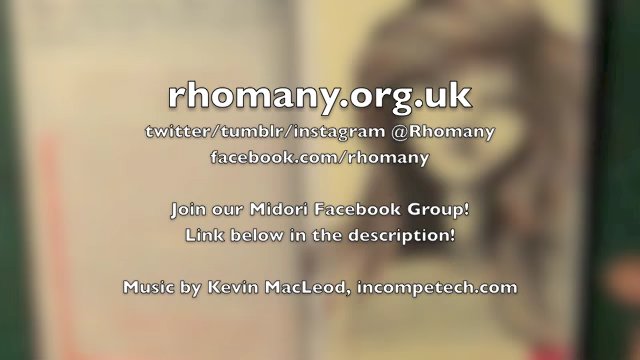 rhomany.org.uk
twitter/tumblr/instagram @Rhomany
facebook.com/rhomany
Join our Midori Facebook Group!
Link below in the description!
Music by Kevin MacLeod, incompetech.com